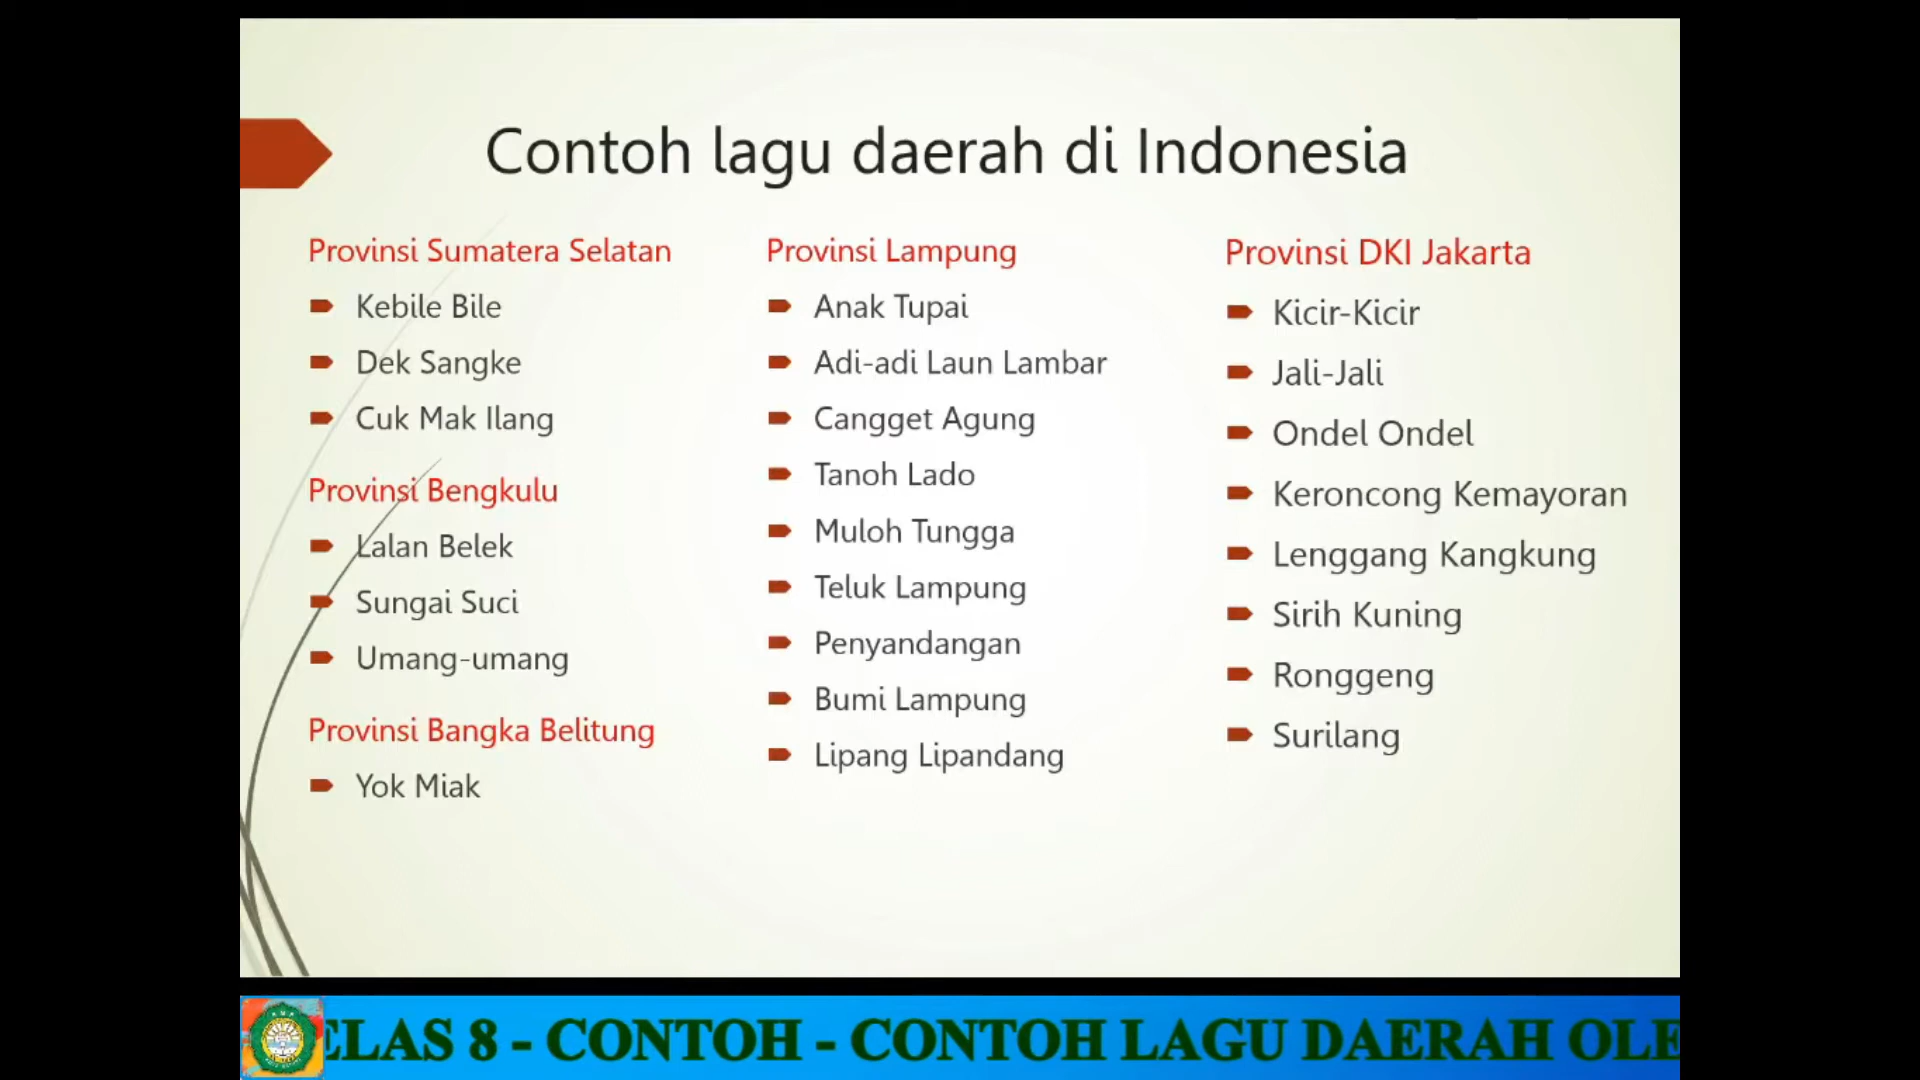 Contoh lagu daerah di Indonesia
Provinsi Sumatera Selatan
Kebile Bile
Dek Sangke
Cuk Mak Ilang
Provinsi Bengkulu
Lalan Belek
Sungai Suci
Umang-umang
Provinsi Bangka Belitung
Yok Miak
Provinsi Lampung
Anak Tupai
Adi-adi Laun Lambar
Cangget Agung
Tanoh Lado
Muloh Tungga
Teluk Lampung
Penyandangan
Bumi Lampung
Lipang Lipandang
Provinsi DKI Jakarta
Kicir-Kicir
Jali-Jali
Ondel Ondel
Keroncong Kemayoran
Lenggang Kangkung
Sirih Kuning
Ronggeng
Surilang
ELAS 8 - CONTOH - CONTOH LAGU DAERAH OLE